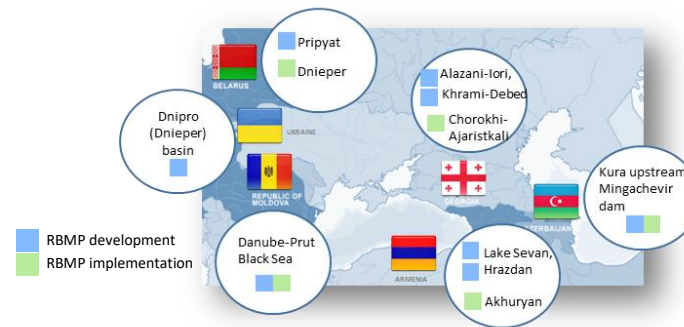 Pripyat
Dnieper
BELARUS
Alazani-Iori,
Khrami-Debed
Chorokhi-
Ajaristkali
Dnipro
(Dnieper)
basin
UKRAINE
REPUBLIC OF
MOLDOVA
GEORGIA
Kura upstream
Mingachevir
dam
AZERBAIJAN
RBMP development
RBMP implementation
Danube-Prut
Black Sea
ARMENIA
Lake Sevan,
Hrazdan
Akhuryan